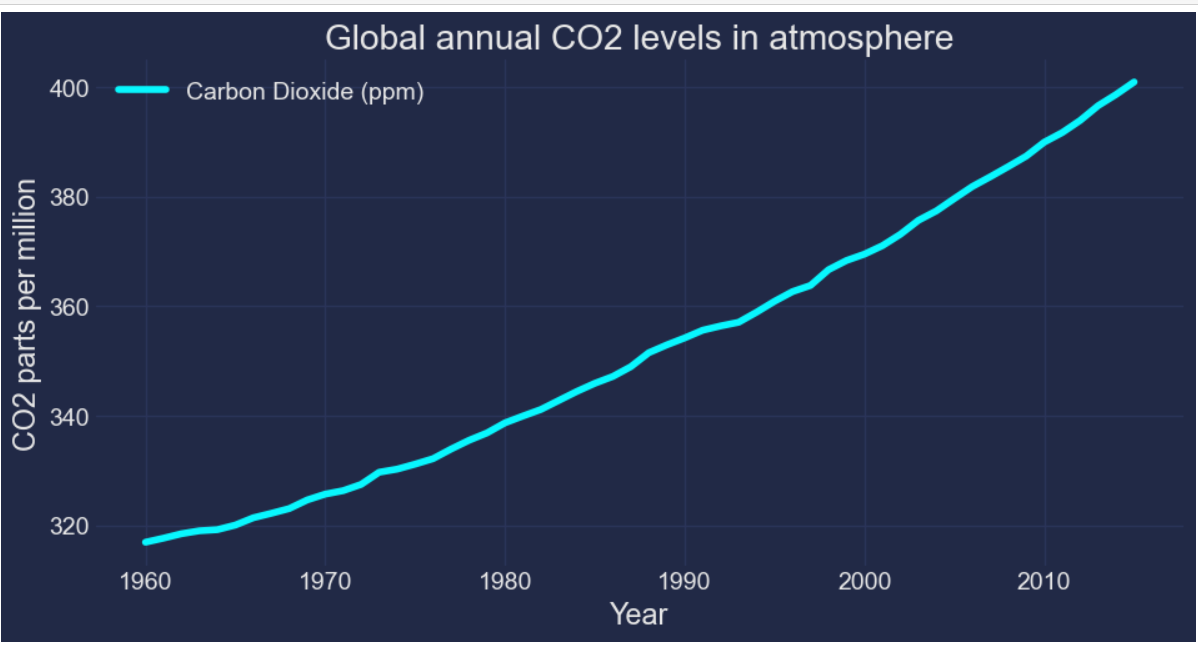 Global annual CO2 levels in atmosphere
Carbon Dioxide (ppm)
CO2 parts per million
400
380
360
340
320
1960 1970 1980 1990 2000 2010
Year